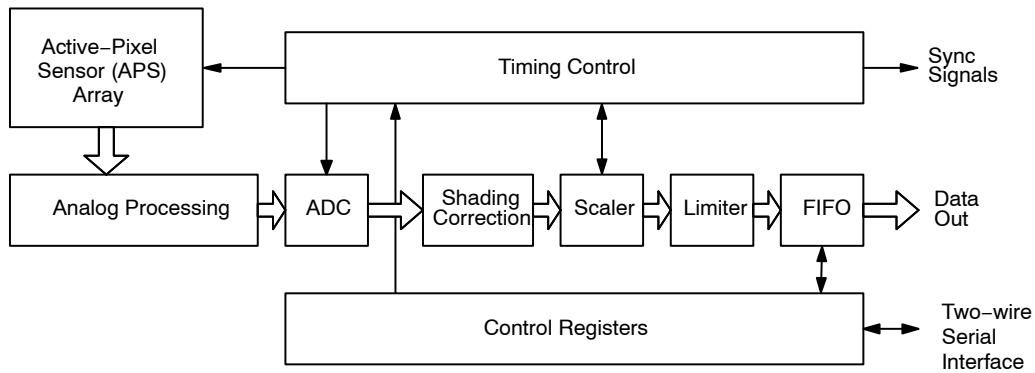 Active−Pixel
Sensor (APS)
Array
Timing Control
Sync
Signals
Analog Processing
ADC
Shading
Correction
Scaler
Limiter
FIFO
Data
Out
Control Registers
Two−wire
Serial
Interface